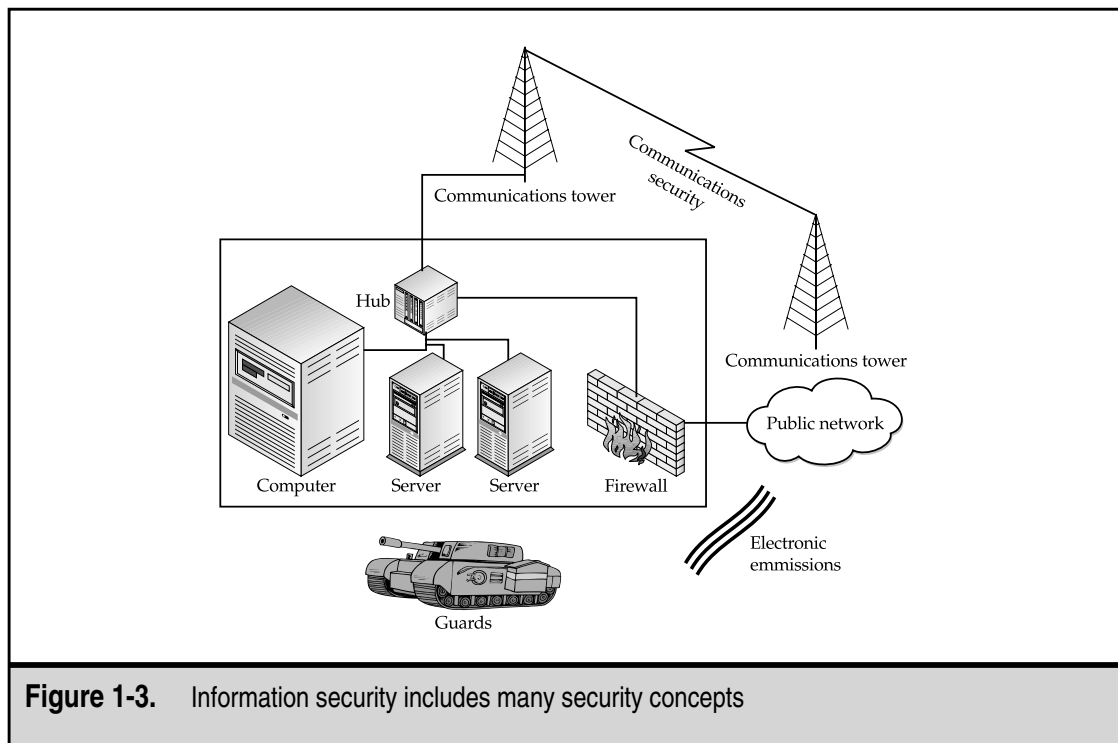 Communications
security
Communications tower
Communications tower
Hub
Public network
Computer
Server
Server
Firewall
Electronic
emmissions
Guards
Figure 1-3. Information security includes many security concepts